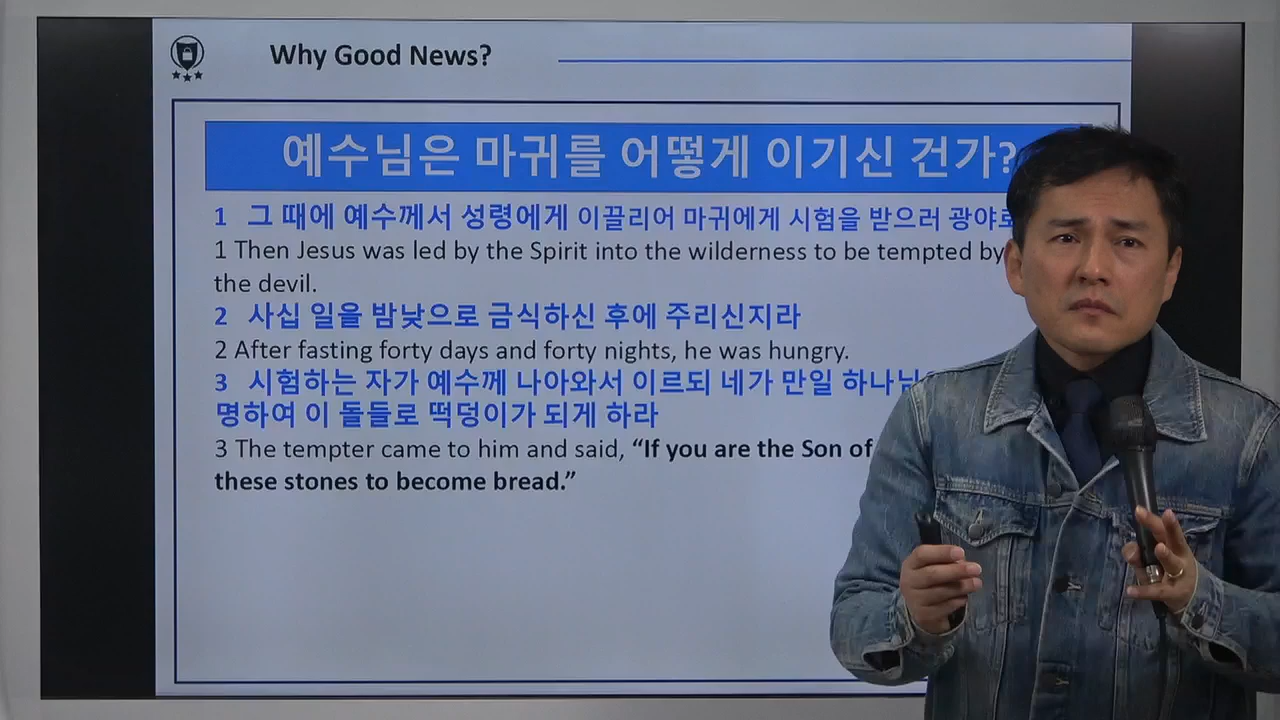 Why Good News?
예수님은 마귀를 어떻게 이기신 건가?
1 그 때에 예수께서 성령에게 이끌리어 마귀에게 시험을 받으러
1 Then Jesus was led by the Spirit into the wilderness to be tempted by
the devil.
2 사십 일을 밤낮으로 금식하신 후에 주리신지라
2 After fasting forty days and forty nights, he was hungry.
3 시험하는 자가 예수께 나아와서 이르되 네가 만일
명하여 이 돌들로 떡덩이가 되게 하라
3 The tempter came to him and said, “If you are the Son of
these stones to become bread.”